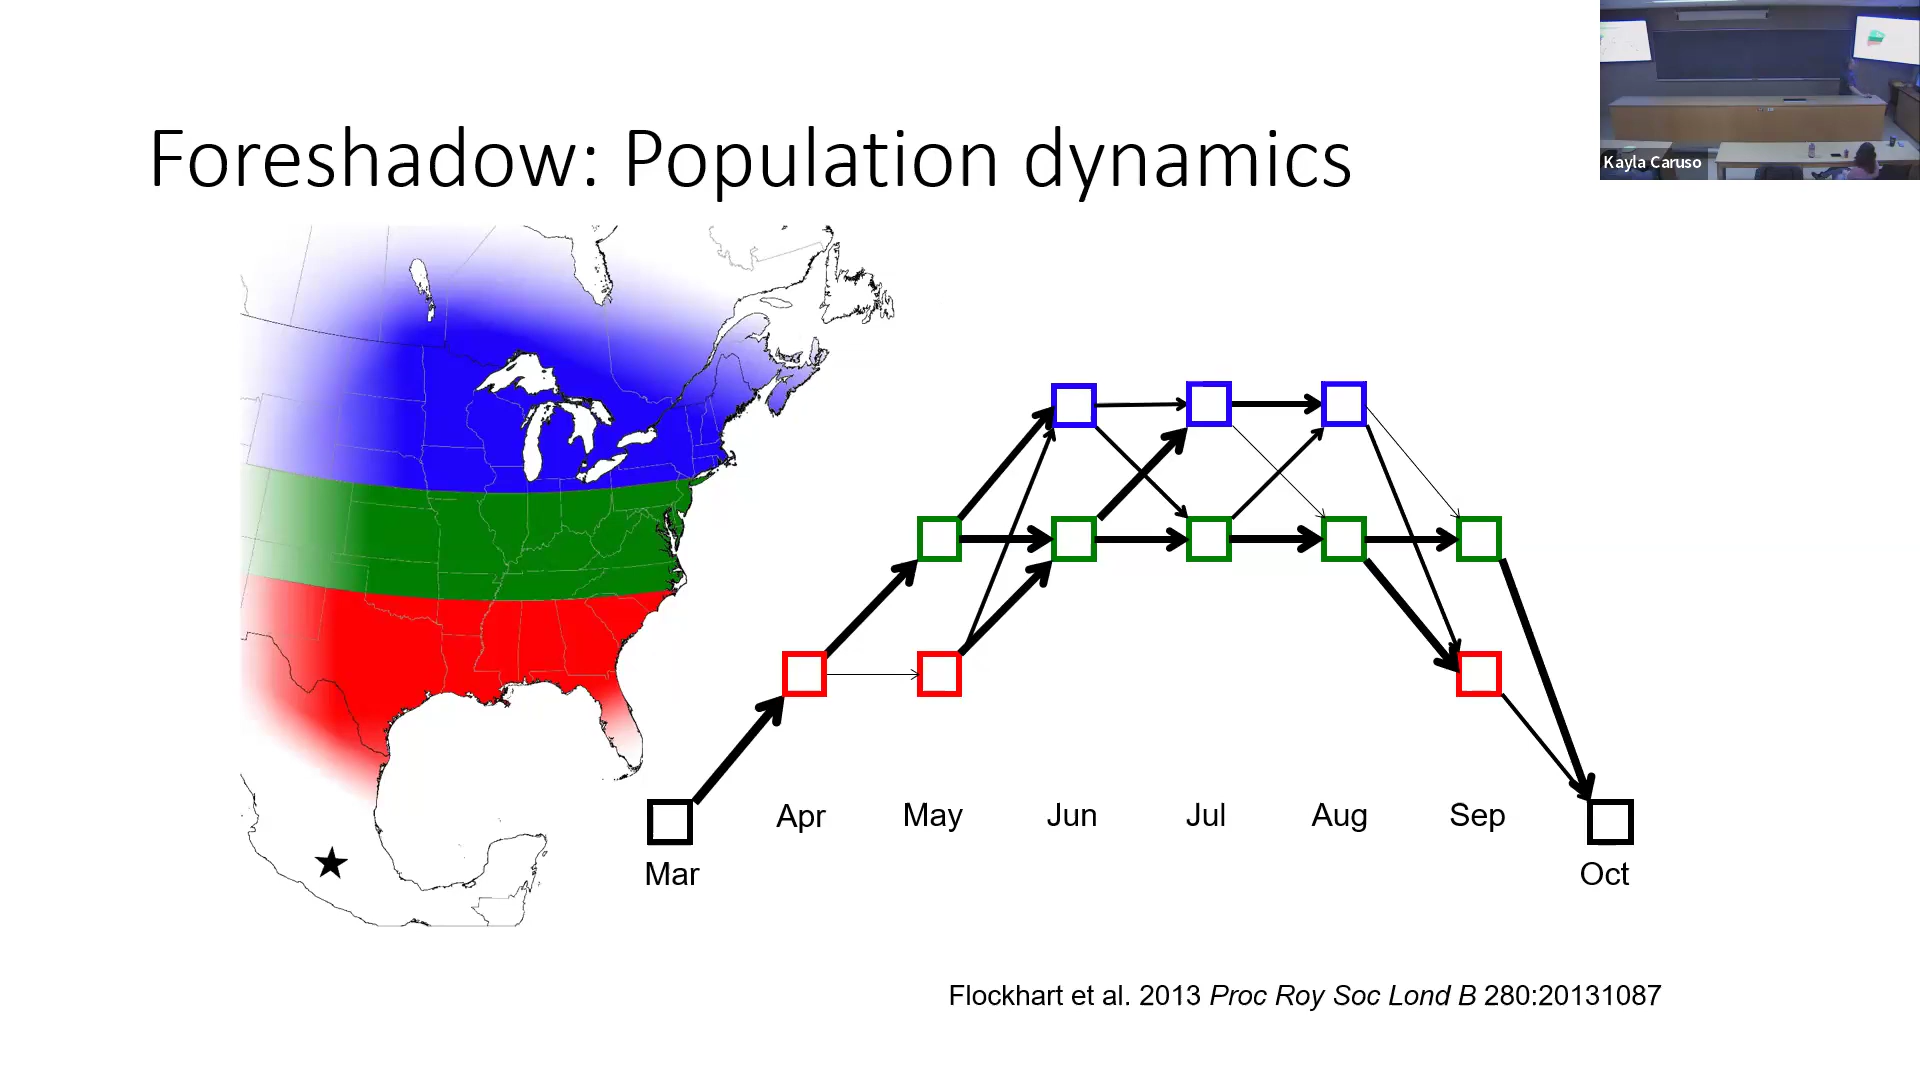 Foreshadow: Population dynamics
Kayla Caruso
Apr May Jun Jul Aug Sep
Mar Oct
Flockhart et al. 2013 Proc Roy Soc Lond B 280:20131087